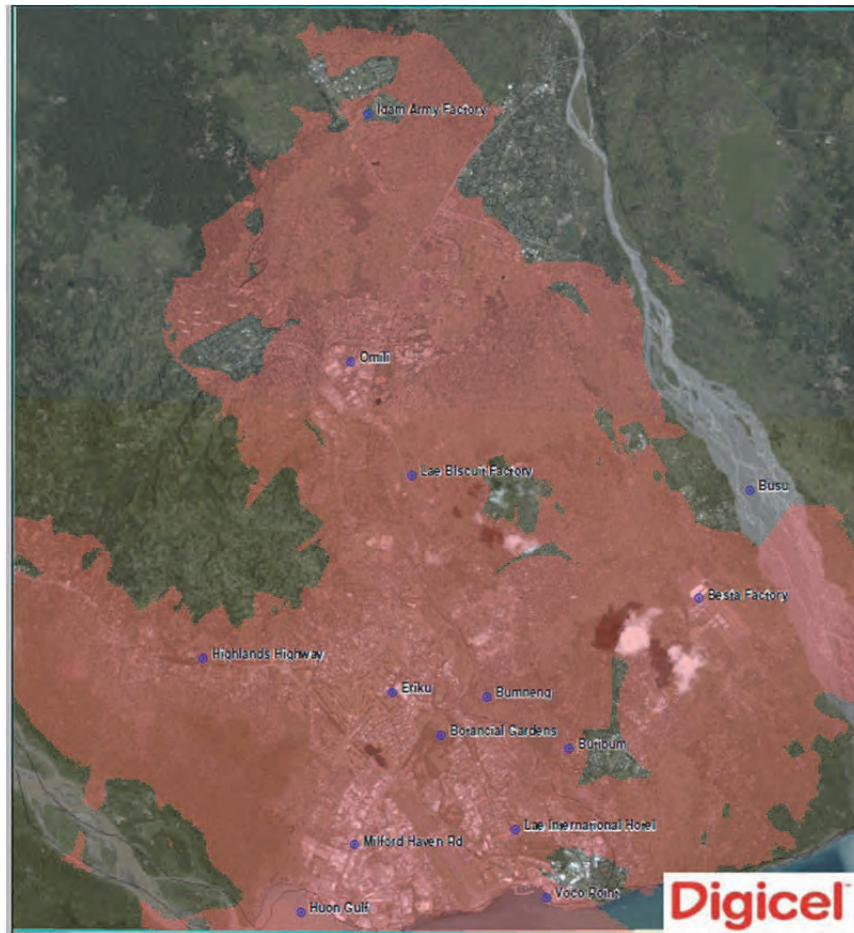 Igam Army Factory
Omili
Lae Biscuit Factory
Busu
Besta Factory
Highlands Highway
Eriku
Bumneng
Botancial Gardens
Butibum
Lae International Hotel
Milford Haven Rd
Voco Point
Huon Gulf
Digicel